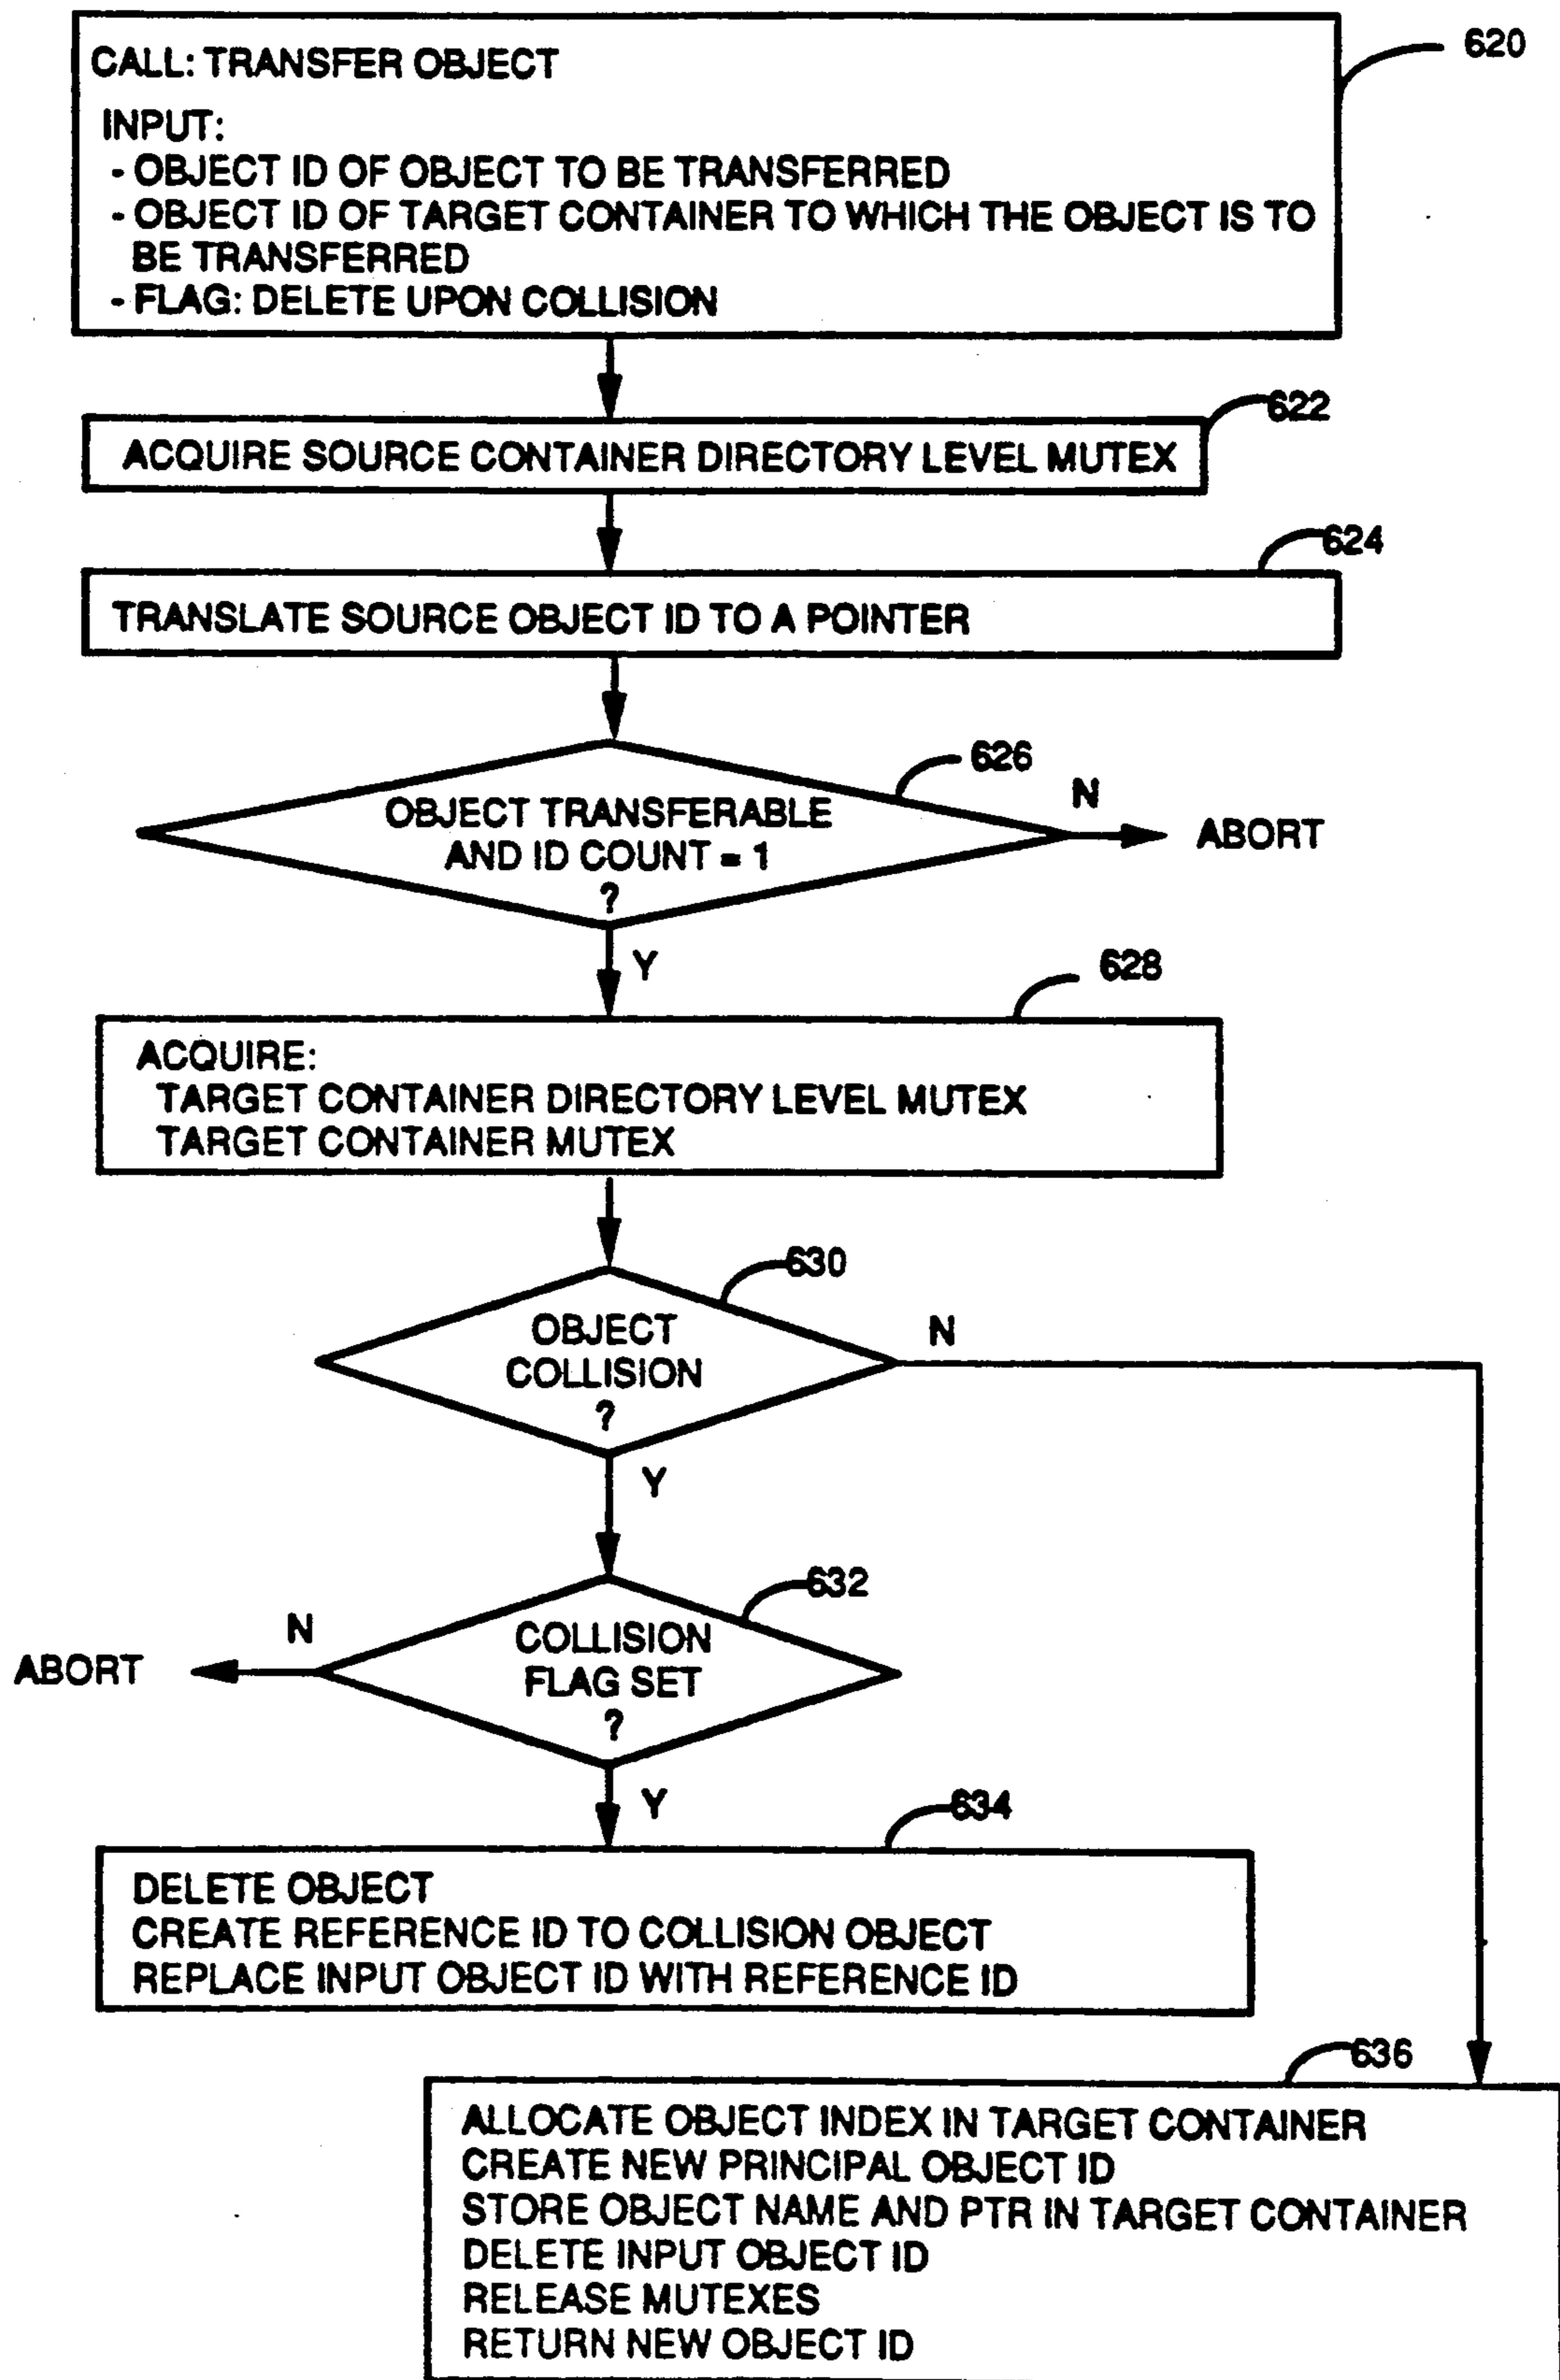 620
CALL: TRANSFER OBJECT
INPUT:
- OBJECT ID OF OBJECT TO BE TRANSFERRED
- OBJECT ID OF TARGET CONTAINER TO WHICH THE OBJECT IS TO
BE TRANSFERRED
- FLAG: DELETE UPON COLLISION
622
ACQUIRE SOURCE CONTAINER DIRECTORY LEVEL MUTEX
624
TRANSLATE SOURCE OBJECT ID TO A POINTER
626
OBJECT TRANSFERABLE
AND ID COUNT = 1
?
N
ABORT
Y
628
ACQUIRE:
TARGET CONTAINER DIRECTORY LEVEL MUTEX
TARGET CONTAINER MUTEX
630
OBJECT
COLLISION
?
N
Y
632
COLLISION
FLAG SET
?
N
ABORT
Y
634
DELETE OBJECT
CREATE REFERENCE ID TO COLLISION OBJECT
REPLACE INPUT OBJECT ID WITH REFERENCE ID
636
ALLOCATE OBJECT INDEX IN TARGET CONTAINER
CREATE NEW PRINCIPAL OBJECT ID
STORE OBJECT NAME AND PTR IN TARGET CONTAINER
DELETE INPUT OBJECT ID
RELEASE MUTEXES
RETURN NEW OBJECT ID